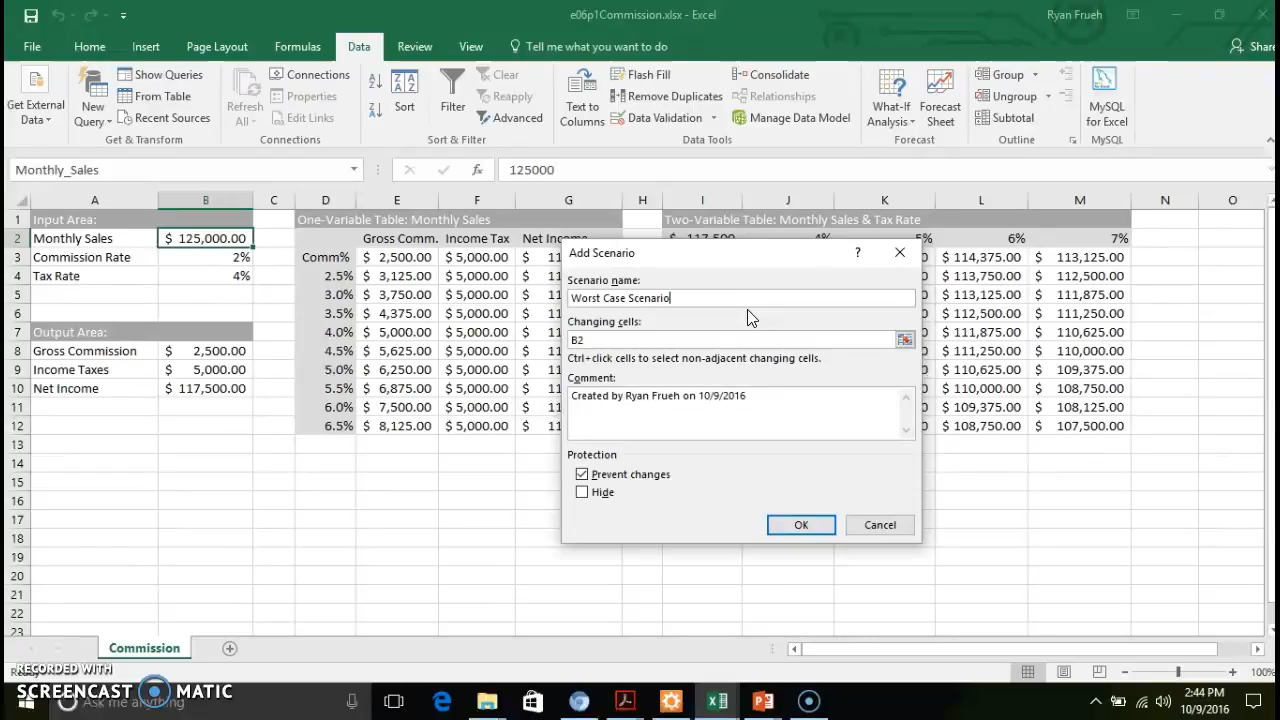 e06p1Commission.xlsx - Excel
Ryan Frueh
File Home Insert Page Layout Formulas Data Review View Tell me what you want to do Share
Get External Data
New Query
Show Queries
From Table
Recent Sources
Get & Transform
Refresh All
Connections
Properties
Edit Links
Connections
Sort
Filter
Clear
Reapply
Advanced
Sort & Filter
Text to Columns
Flash Fill
Remove Duplicates
Data Validation
Consolidate
Relationships
Manage Data Model
Data Tools
What-If Analysis
Forecast Sheet
Forecast
Group
Ungroup
Subtotal
Outline
MySQL for Excel
MySQL
Monthly_Sales fx 125000
A B C D E F G H I J K L M N O
1 Input Area: One-Variable Table: Monthly Sales Two-Variable Table: Monthly Sales & Tax Rate
2 Monthly Sales $ 125,000.00 Gross Comm. Income Tax Net Income 6% 7%
3 Commission Rate 2% Comm% $ 2,500.00 $ 5,000.00 $ $ 114,375.00 $ 113,125.00
4 Tax Rate 4% 2.5% $ 3,125.00 $ 5,000.00 $ $ 113,750.00 $ 112,500.00
5 3.0% $ 3,750.00 $ 5,000.00 $ $ 113,125.00 $ 111,875.00
6 3.5% $ 4,375.00 $ 5,000.00 $ $ 112,500.00 $ 111,250.00
7 Output Area: 4.0% $ 5,000.00 $ 5,000.00 $ $ 111,875.00 $ 110,625.00
8 Gross Commission $ 2,500.00 4.5% $ 5,625.00 $ 5,000.00 $ $ 111,250.00 $ 110,000.00
9 Income Taxes $ 5,000.00 5.0% $ 6,250.00 $ 5,000.00 $ $ 110,625.00 $ 109,375.00
10 Net Income $ 117,500.00 5.5% $ 6,875.00 $ 5,000.00 $ $ 110,000.00 $ 108,750.00
11 6.0% $ 7,500.00 $ 5,000.00 $ $ 109,375.00 $ 108,125.00
12 6.5% $ 8,125.00 $ 5,000.00 $ $ 108,750.00 $ 107,500.00
13
14
15
16
17
18
19
20
21
22
23
Add Scenario
Scenario name:
Worst Case Scenario
Changing cells:
B2
Ctrl+click cells to select non-adjacent changing cells.
Comment:
Created by Ryan Frueh on 10/9/2016
Protection
Prevent changes
Hide
OK Cancel
Commission
100%
RECORDED WITH
SCREENCAST MATIC
Ask me anything
2:44 PM
10/9/2016